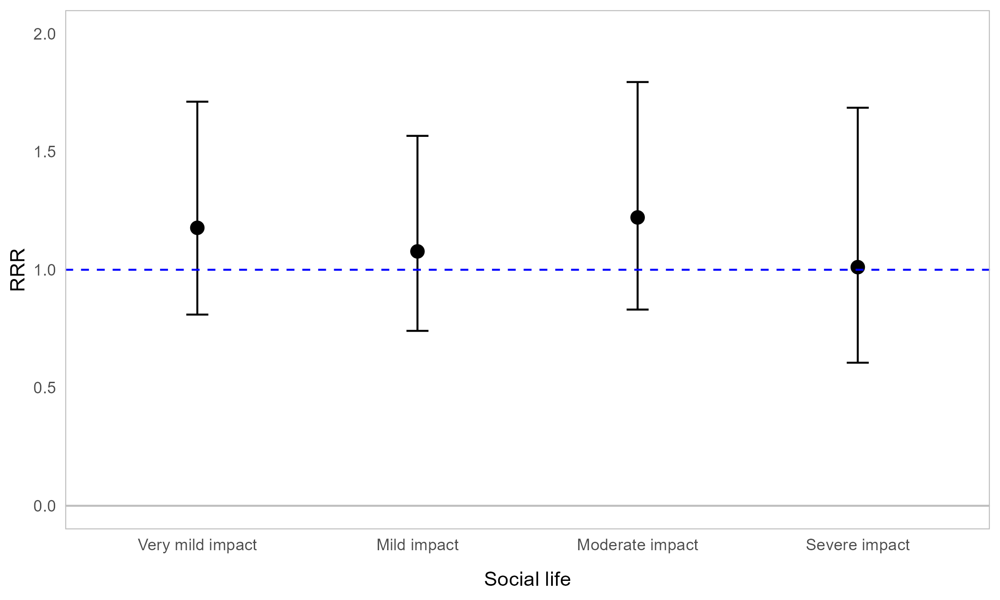 2.0
1.5
1.0
0.5
0.0
RRR
Very mild impact
Mild impact
Moderate impact
Severe impact
Social life